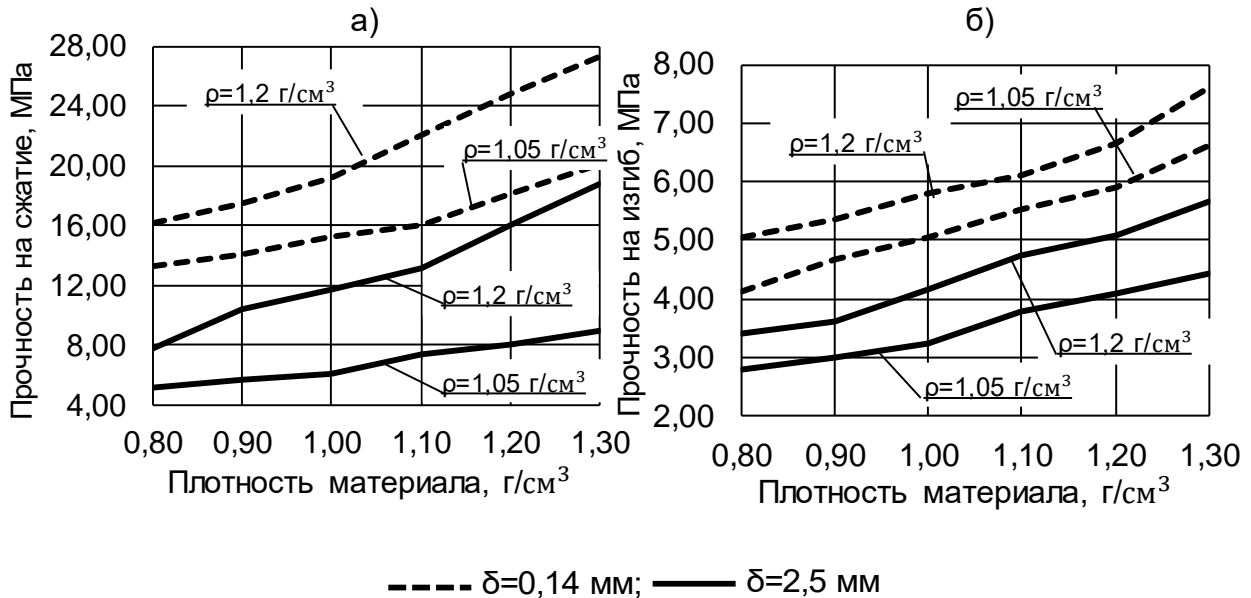 а)
Прочность на сжатие, МПа
28,00
24,00
20,00
16,00
12,00
8,00
4,00
ρ=1,2 г/см³
ρ=1,05 г/см³
ρ=1,2 г/см³
ρ=1,05 г/см³
0,80 0,90 1,00 1,10 1,20 1,30
Плотность материала, г/см³
б)
Прочность на изгиб, МПа
8,00
7,00
6,00
5,00
4,00
3,00
2,00
ρ=1,05 г/см³
ρ=1,2 г/см³
ρ=1,2 г/см³
ρ=1,05 г/см³
0,80 0,90 1,00 1,10 1,20 1,30
Плотность материала, г/см³
δ=0,14 мм; δ=2,5 мм